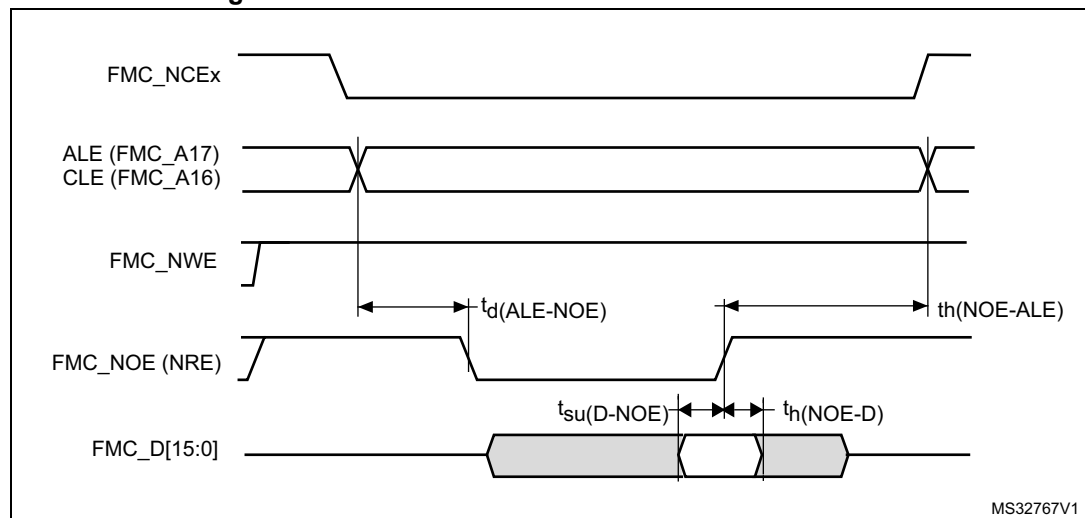 FMC_NCEx
ALE (FMC_A17)
CLE (FMC_A16)
FMC_NWE
td(ALE-NOE)
th(NOE-ALE)
FMC_NOE (NRE)
tsu(D-NOE)
th(NOE-D)
FMC_D[15:0]
MS32767V1